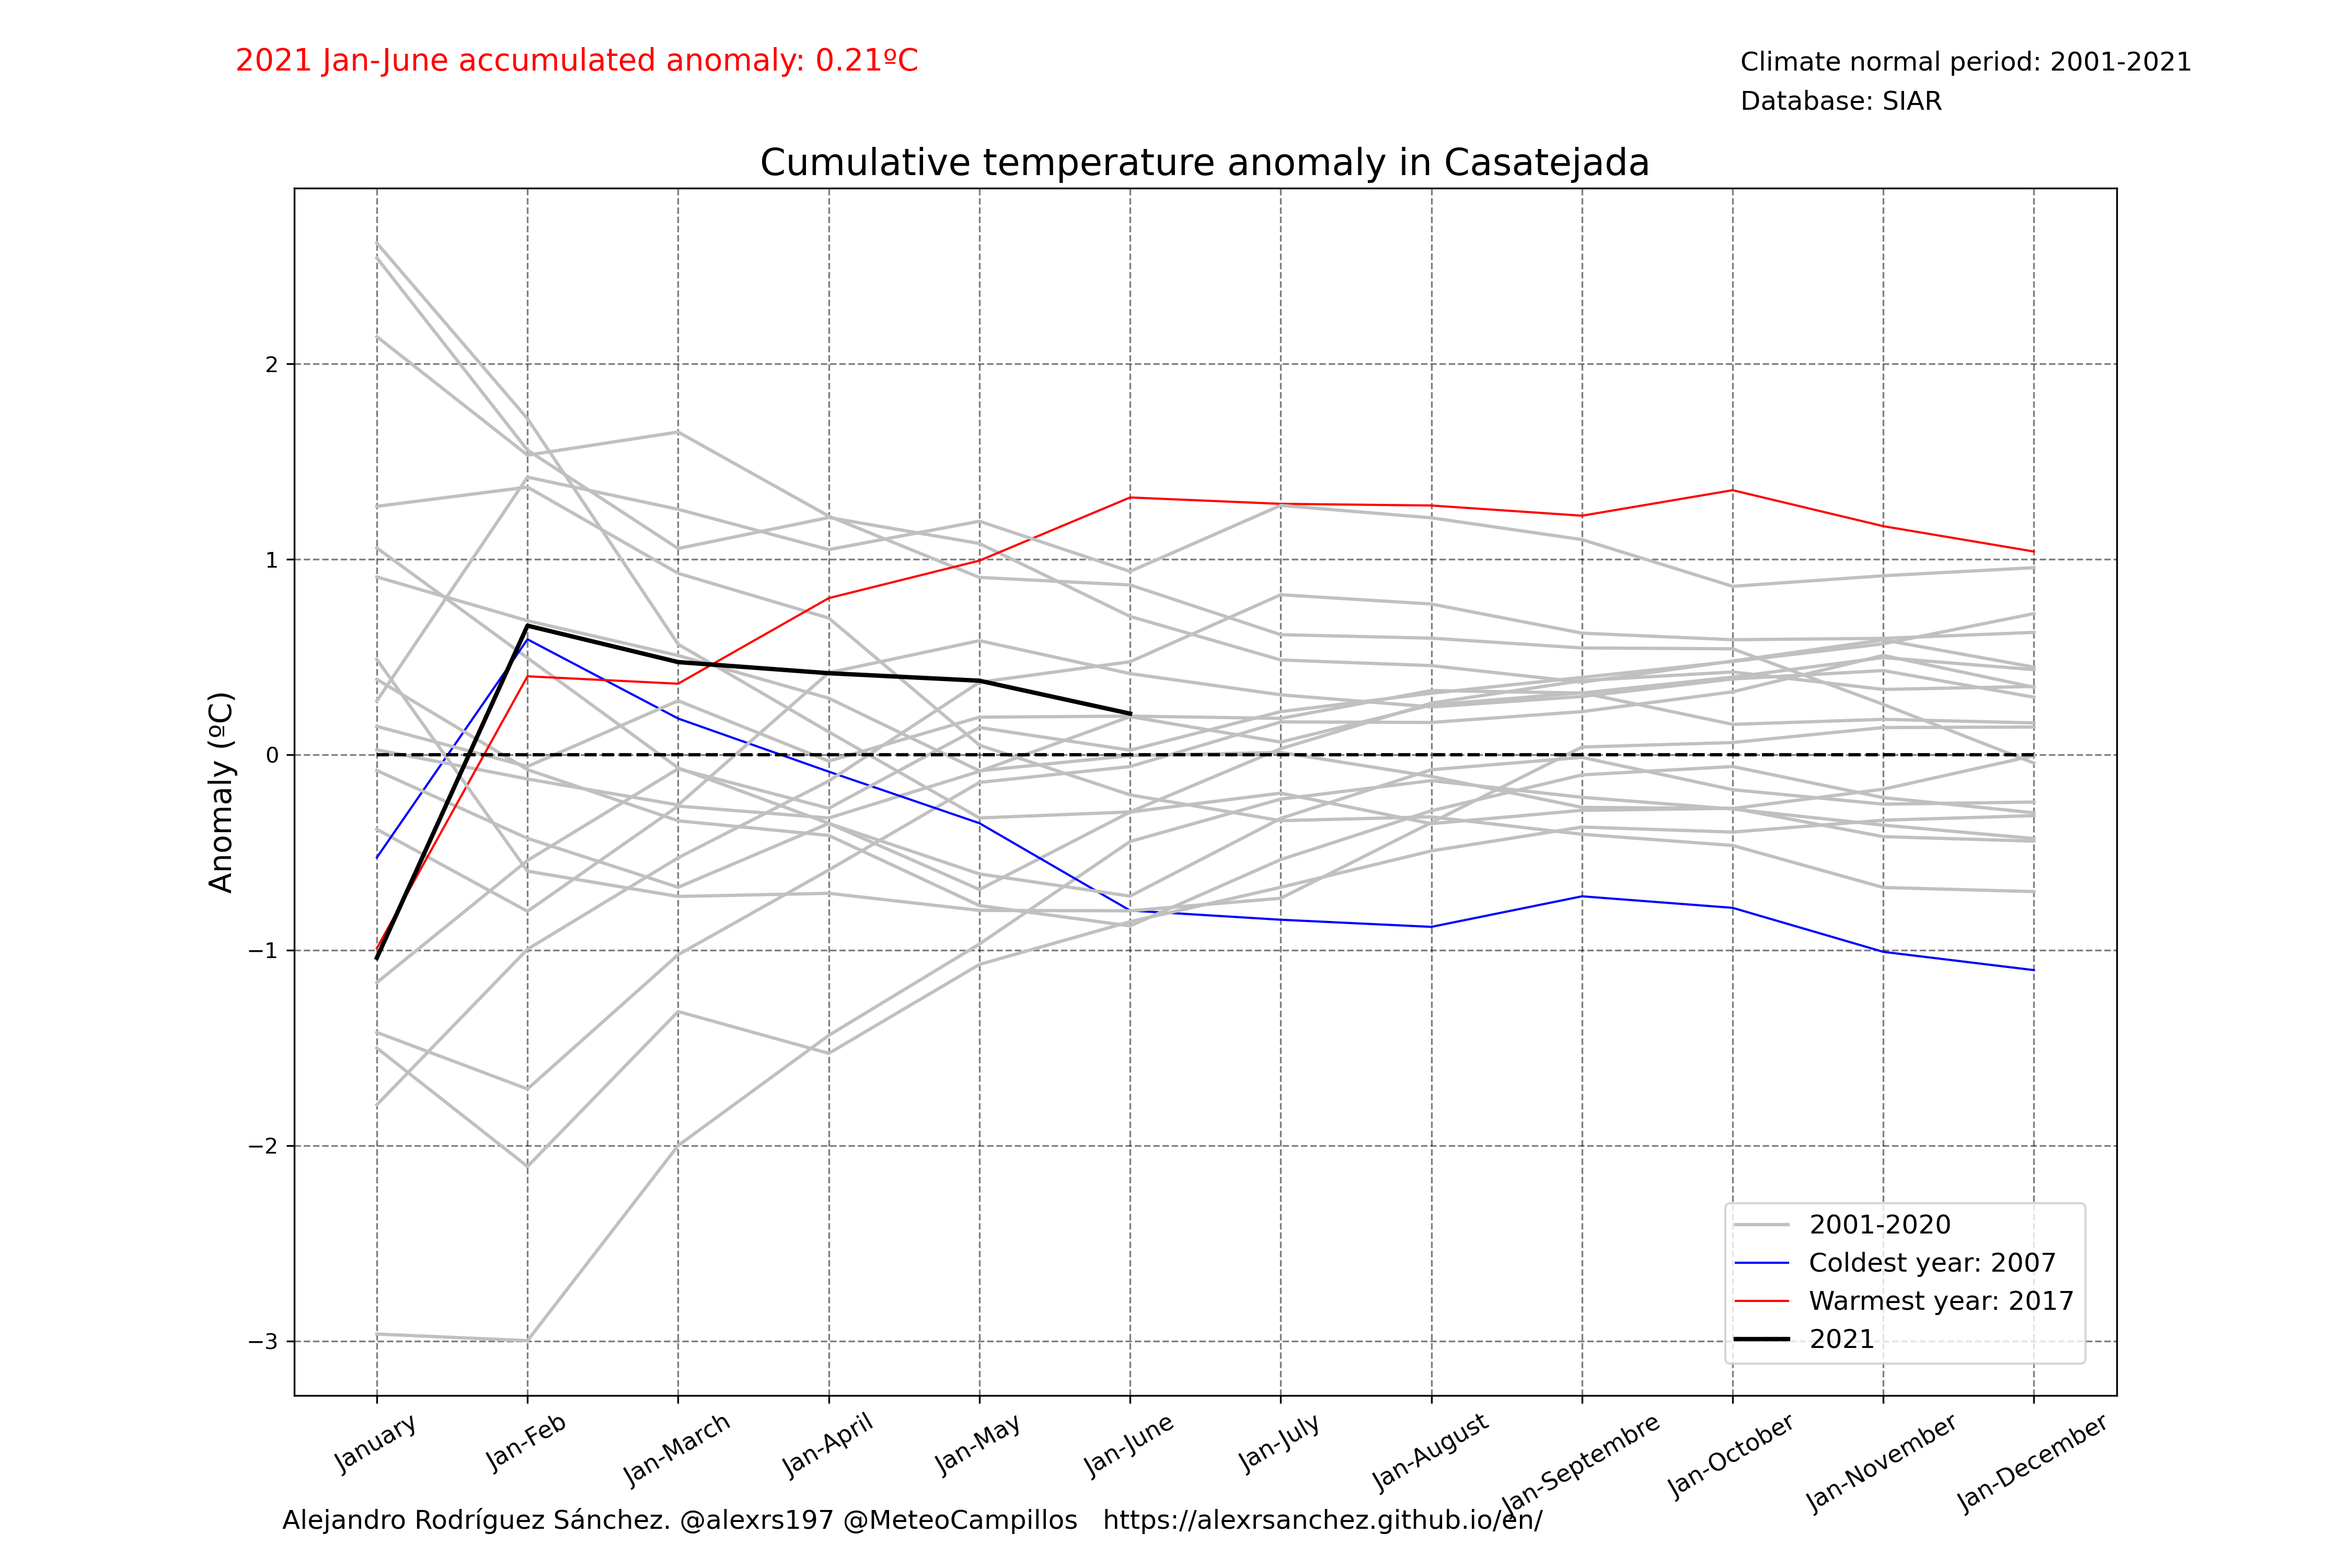 2021 Jan-June accumulated anomaly: 0.21ºC
Climate normal period: 2001-2021
Database: SIAR
Cumulative temperature anomaly in Casatejada
Anomaly (ºC)
2
1
0
−1
−2
−3
2001-2020
Coldest year: 2007
Warmest year: 2017
2021
January
Jan-Feb
Jan-March
Jan-April
Jan-May
Jan-June
Jan-July
Jan-August
Jan-Septembre
Jan-October
Jan-November
Jan-December
Alejandro Rodríguez Sánchez. @alexrs197 @MeteoCampillos https://alexrsanchez.github.io/en/